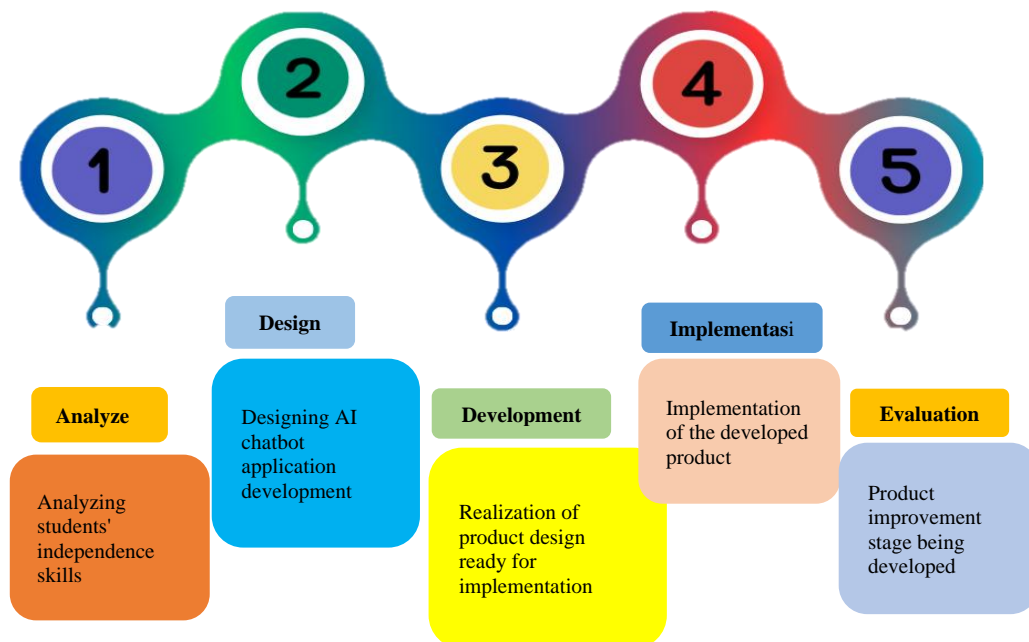 1
2
3
4
5
Analyze
Analyzing
students'
independence
skills
Design
Designing AI
chatbot
application
development
Development
Realization of
product design
ready for
implementation
Implementasi
Implementation
of the developed
product
Evaluation
Product
improvement
stage being
developed